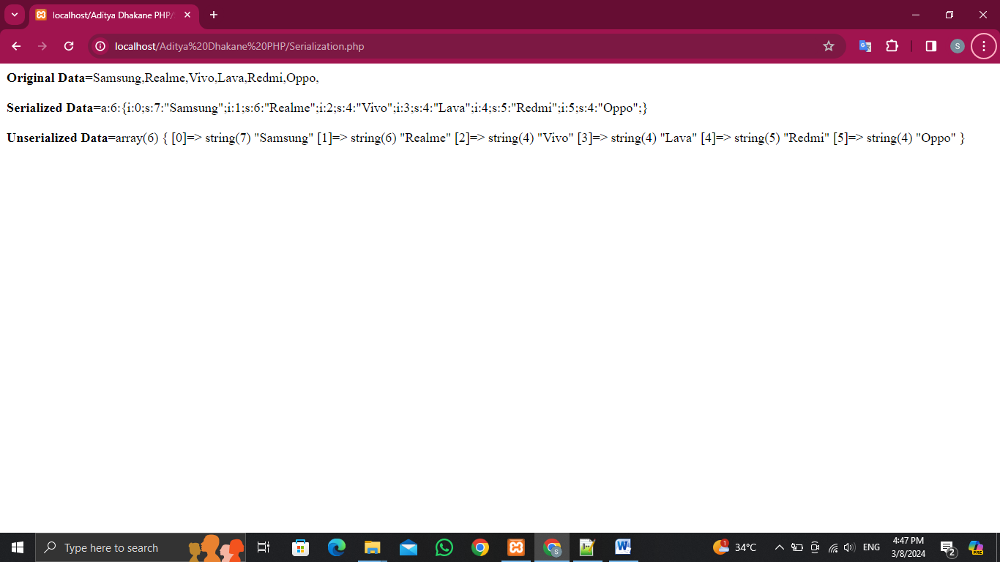 localhost/Aditya Dhakane PHP/
localhost/Aditya%20Dhakane%20PHP/Serialization.php
S
Original Data=Samsung,Realme,Vivo,Lava,Redmi,Oppo,
Serialized Data=a:6:{i:0;s:7:"Samsung";i:1;s:6:"Realme";i:2;s:4:"Vivo";i:3;s:4:"Lava";i:4;s:5:"Redmi";i:5;s:4:"Oppo";}
Unserialized Data=array(6) { [0]=> string(7) "Samsung" [1]=> string(6) "Realme" [2]=> string(4) "Vivo" [3]=> string(4) "Lava" [4]=> string(5) "Redmi" [5]=> string(4) "Oppo" }
Type here to search
S
1
34°C
ENG
4:47 PM
3/8/2024
2
PRE